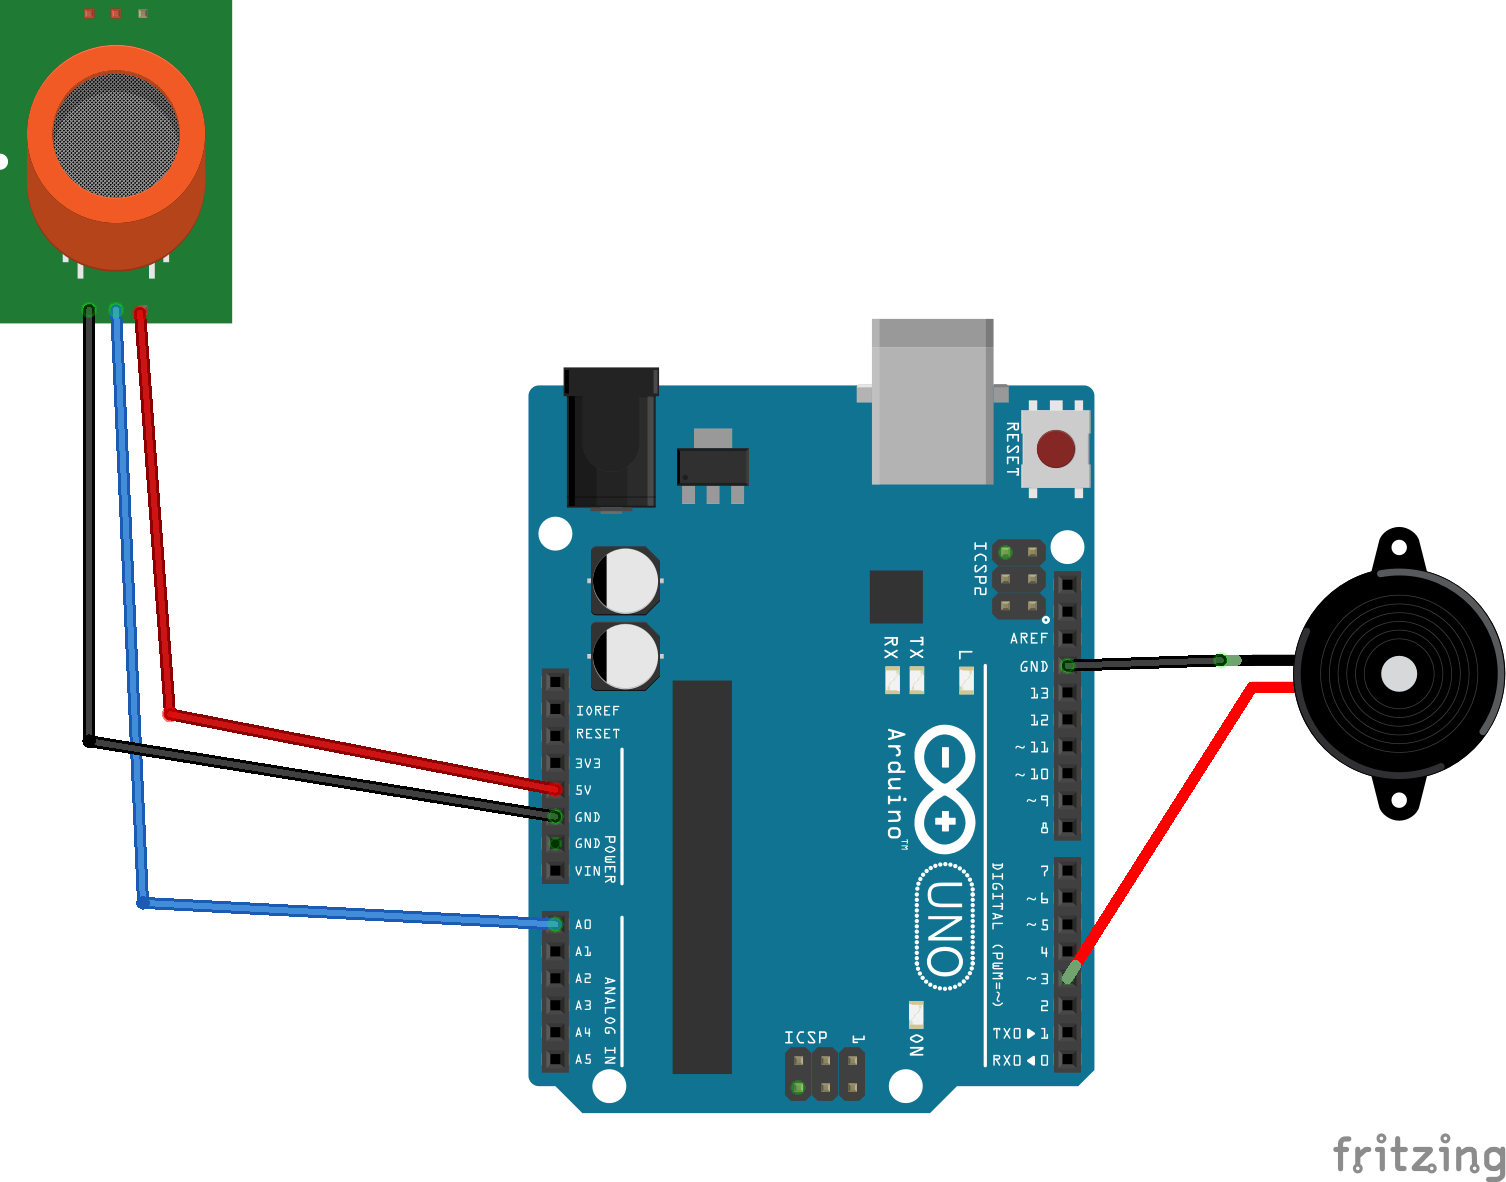 RESET
ICSP2
AREF
GND
13
12
~11
~10
~9
8
7
~6
~5
4
~3
2
TX0▶1
RX0◀0
RX
TX
L
Arduino™
UNO
DIGITAL (PWM=~)
ON
ICSP
1
IOREF
RESET
3V3
5V
GND
GND
VIN
POWER
A0
A1
A2
A3
A4
A5
ANALOG IN
fritzing